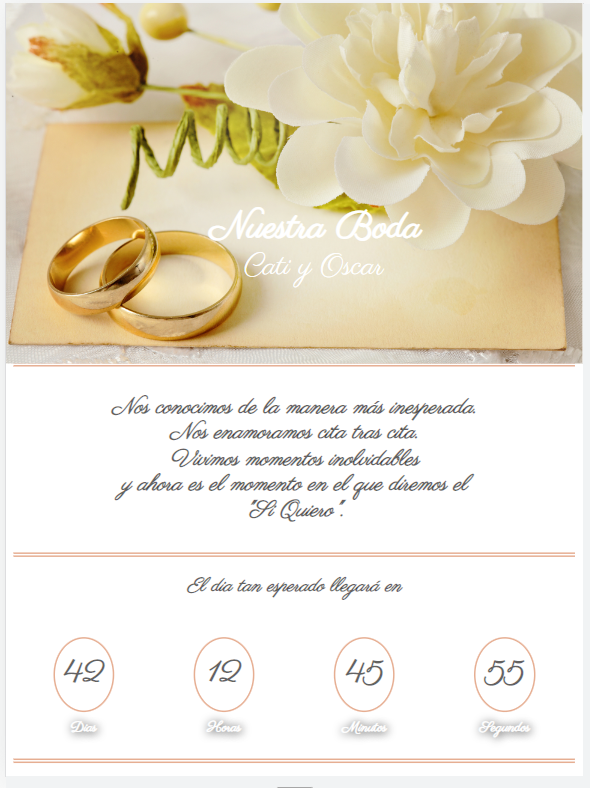 Nuestra Boda
Cati y Oscar
Nos conocimos de la manera más inesperada.
Nos enamoramos cita tras cita.
Vivimos momentos inolvidables
y ahora es el momento en el que diremos el
"Si Quiero".
El dia tan esperado llegará en
42 12 45 55
Días Horas Minutos Segundos